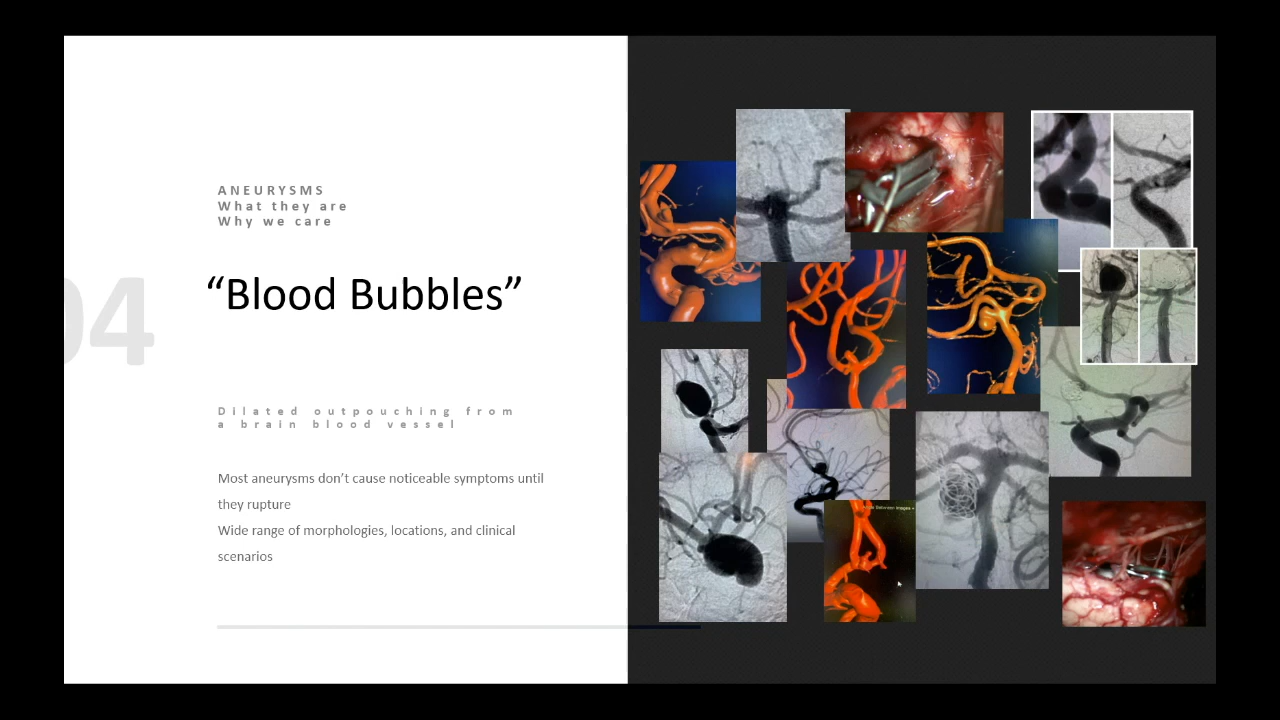 ANEURYSMS
What they are
Why we care
04
“Blood Bubbles”
Dilated outpouching from
a brain blood vessel
Most aneurysms don’t cause noticeable symptoms until
they rupture
Wide range of morphologies, locations, and clinical
scenarios